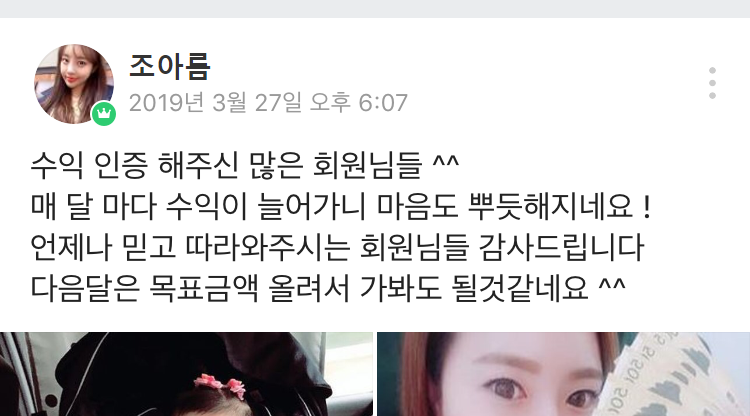 조아름
2019년 3월 27일 오후 6:07
수익 인증 해주신 많은 회원님들 ^^
매 달 마다 수익이 늘어가니 마음도 뿌듯해지네요 !
언제나 믿고 따라와주시는 회원님들 감사드립니다
다음달은 목표금액 올려서 가봐도 될것같네요 ^^